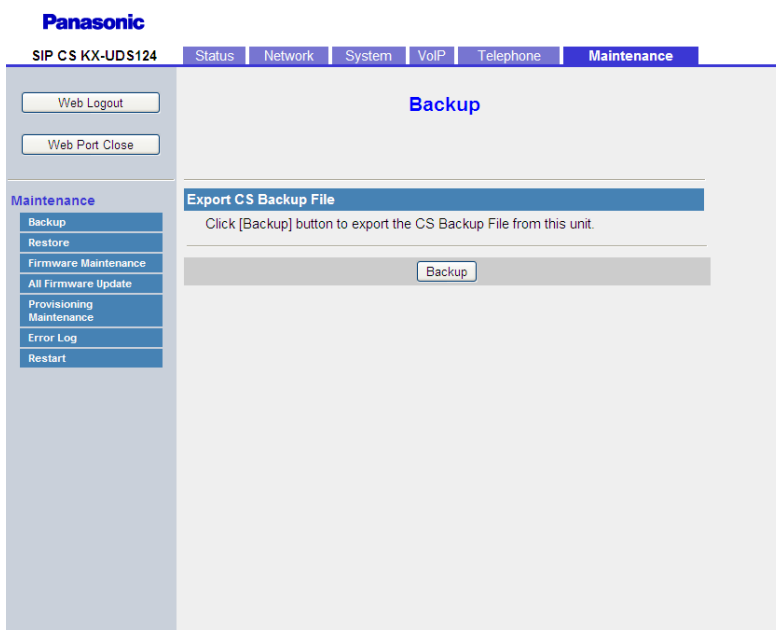 Panasonic
SIP CS KX-UDS124
Status Network System VoIP Telephone Maintenance
Web Logout
Web Port Close
Backup
Maintenance
Backup
Restore
Firmware Maintenance
All Firmware Update
Provisioning
Maintenance
Error Log
Restart
Export CS Backup File
Click [Backup] button to export the CS Backup File from this unit.
Backup